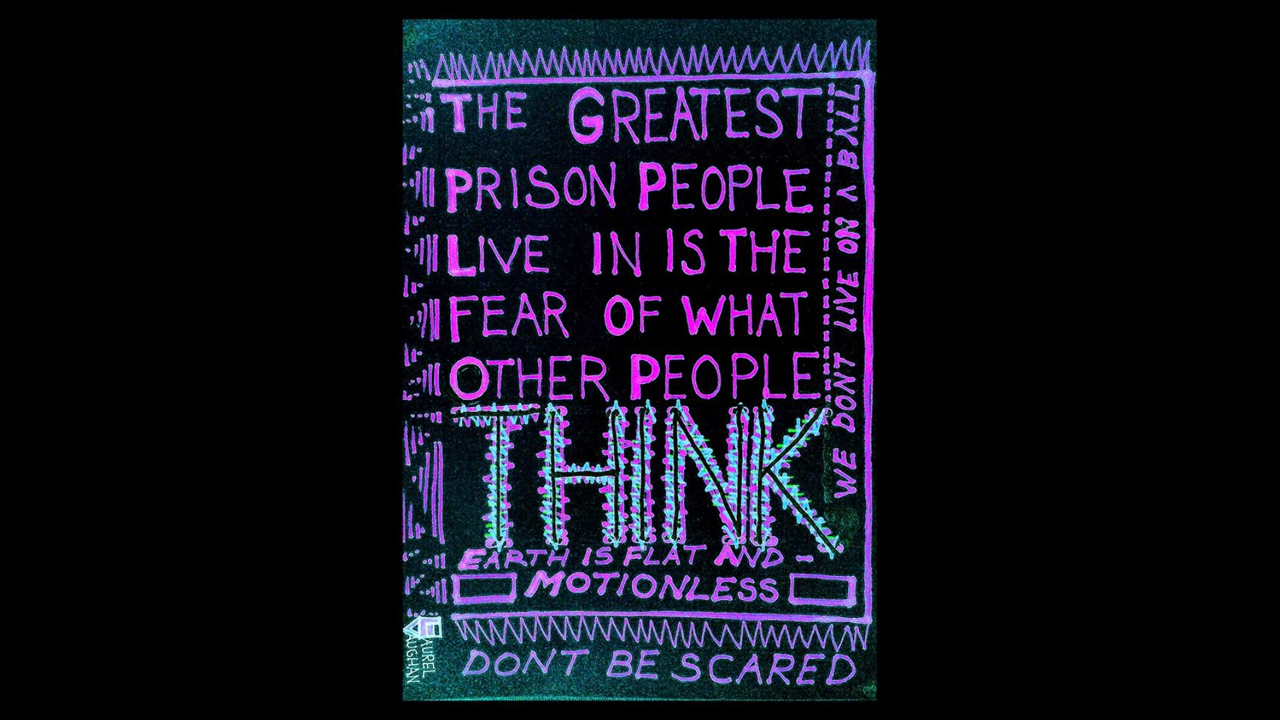 THE GREATEST
PRISON PEOPLE
LIVE IN IS THE
FEAR OF WHAT
OTHER PEOPLE
THINK
EARTH IS FLAT AND -
MOTIONLESS
DONT BE SCARED
WE DONT LIVE ON
LAUREL
VAUGHAN